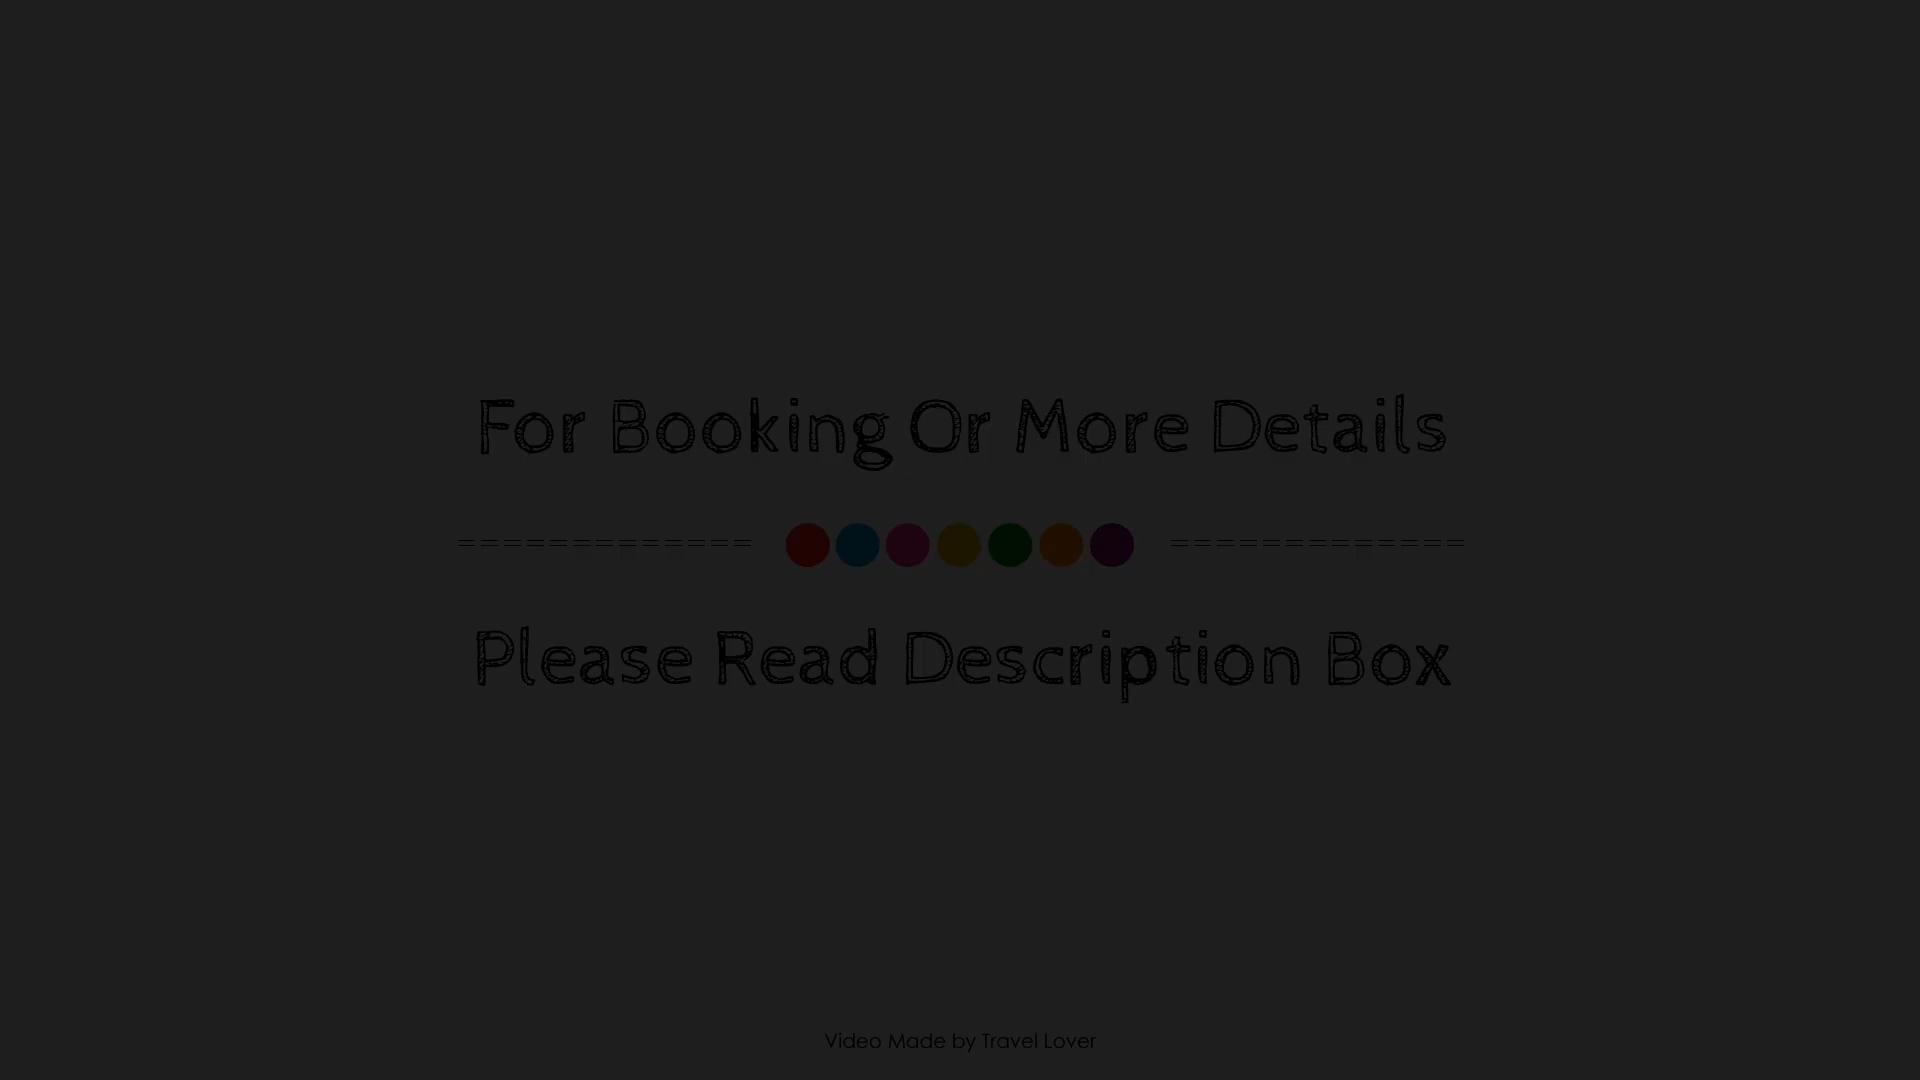 For Booking Or More Details
============= =============
Please Read Description Box
Video Made by Travel Lover